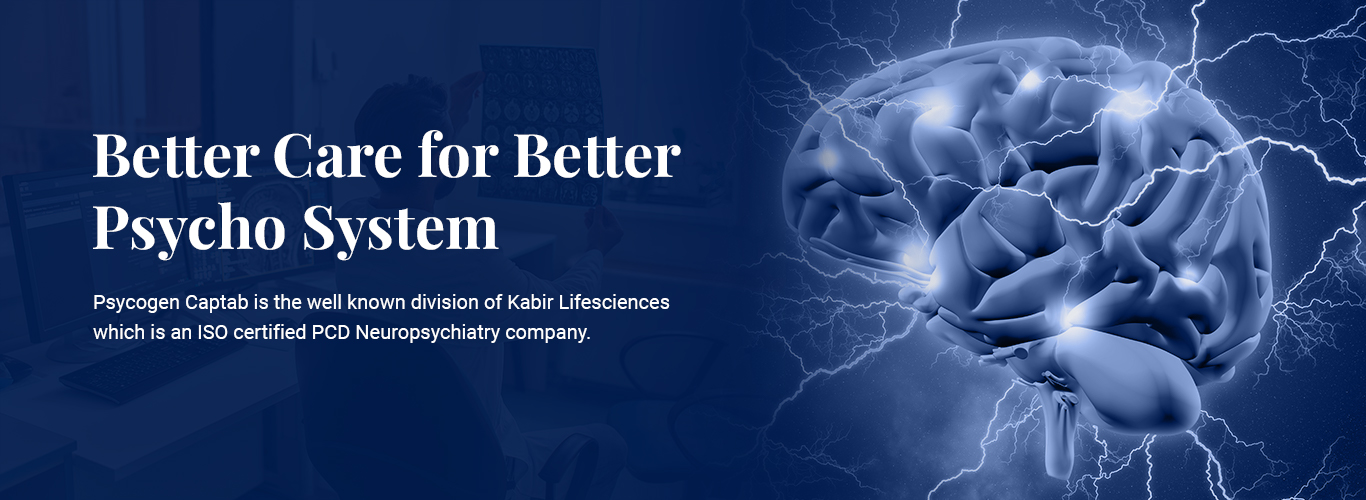 Better Care for Better
Psycho System
Psycogen Captab is the well known division of Kabir Lifesciences
which is an ISO certified PCD Neuropsychiatry company.